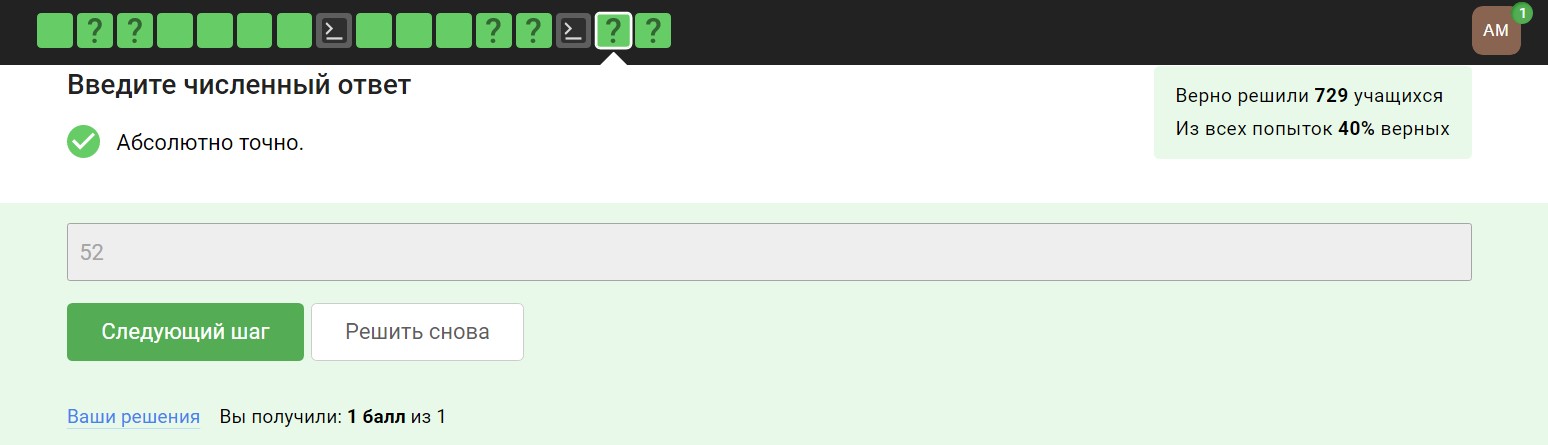 ? ? ? ? ? ?
АМ
1
Введите численный ответ
Абсолютно точно.
Верно решили 729 учащихся
Из всех попыток 40% верных
52
Следующий шаг
Решить снова
Ваши решения Вы получили: 1 балл из 1